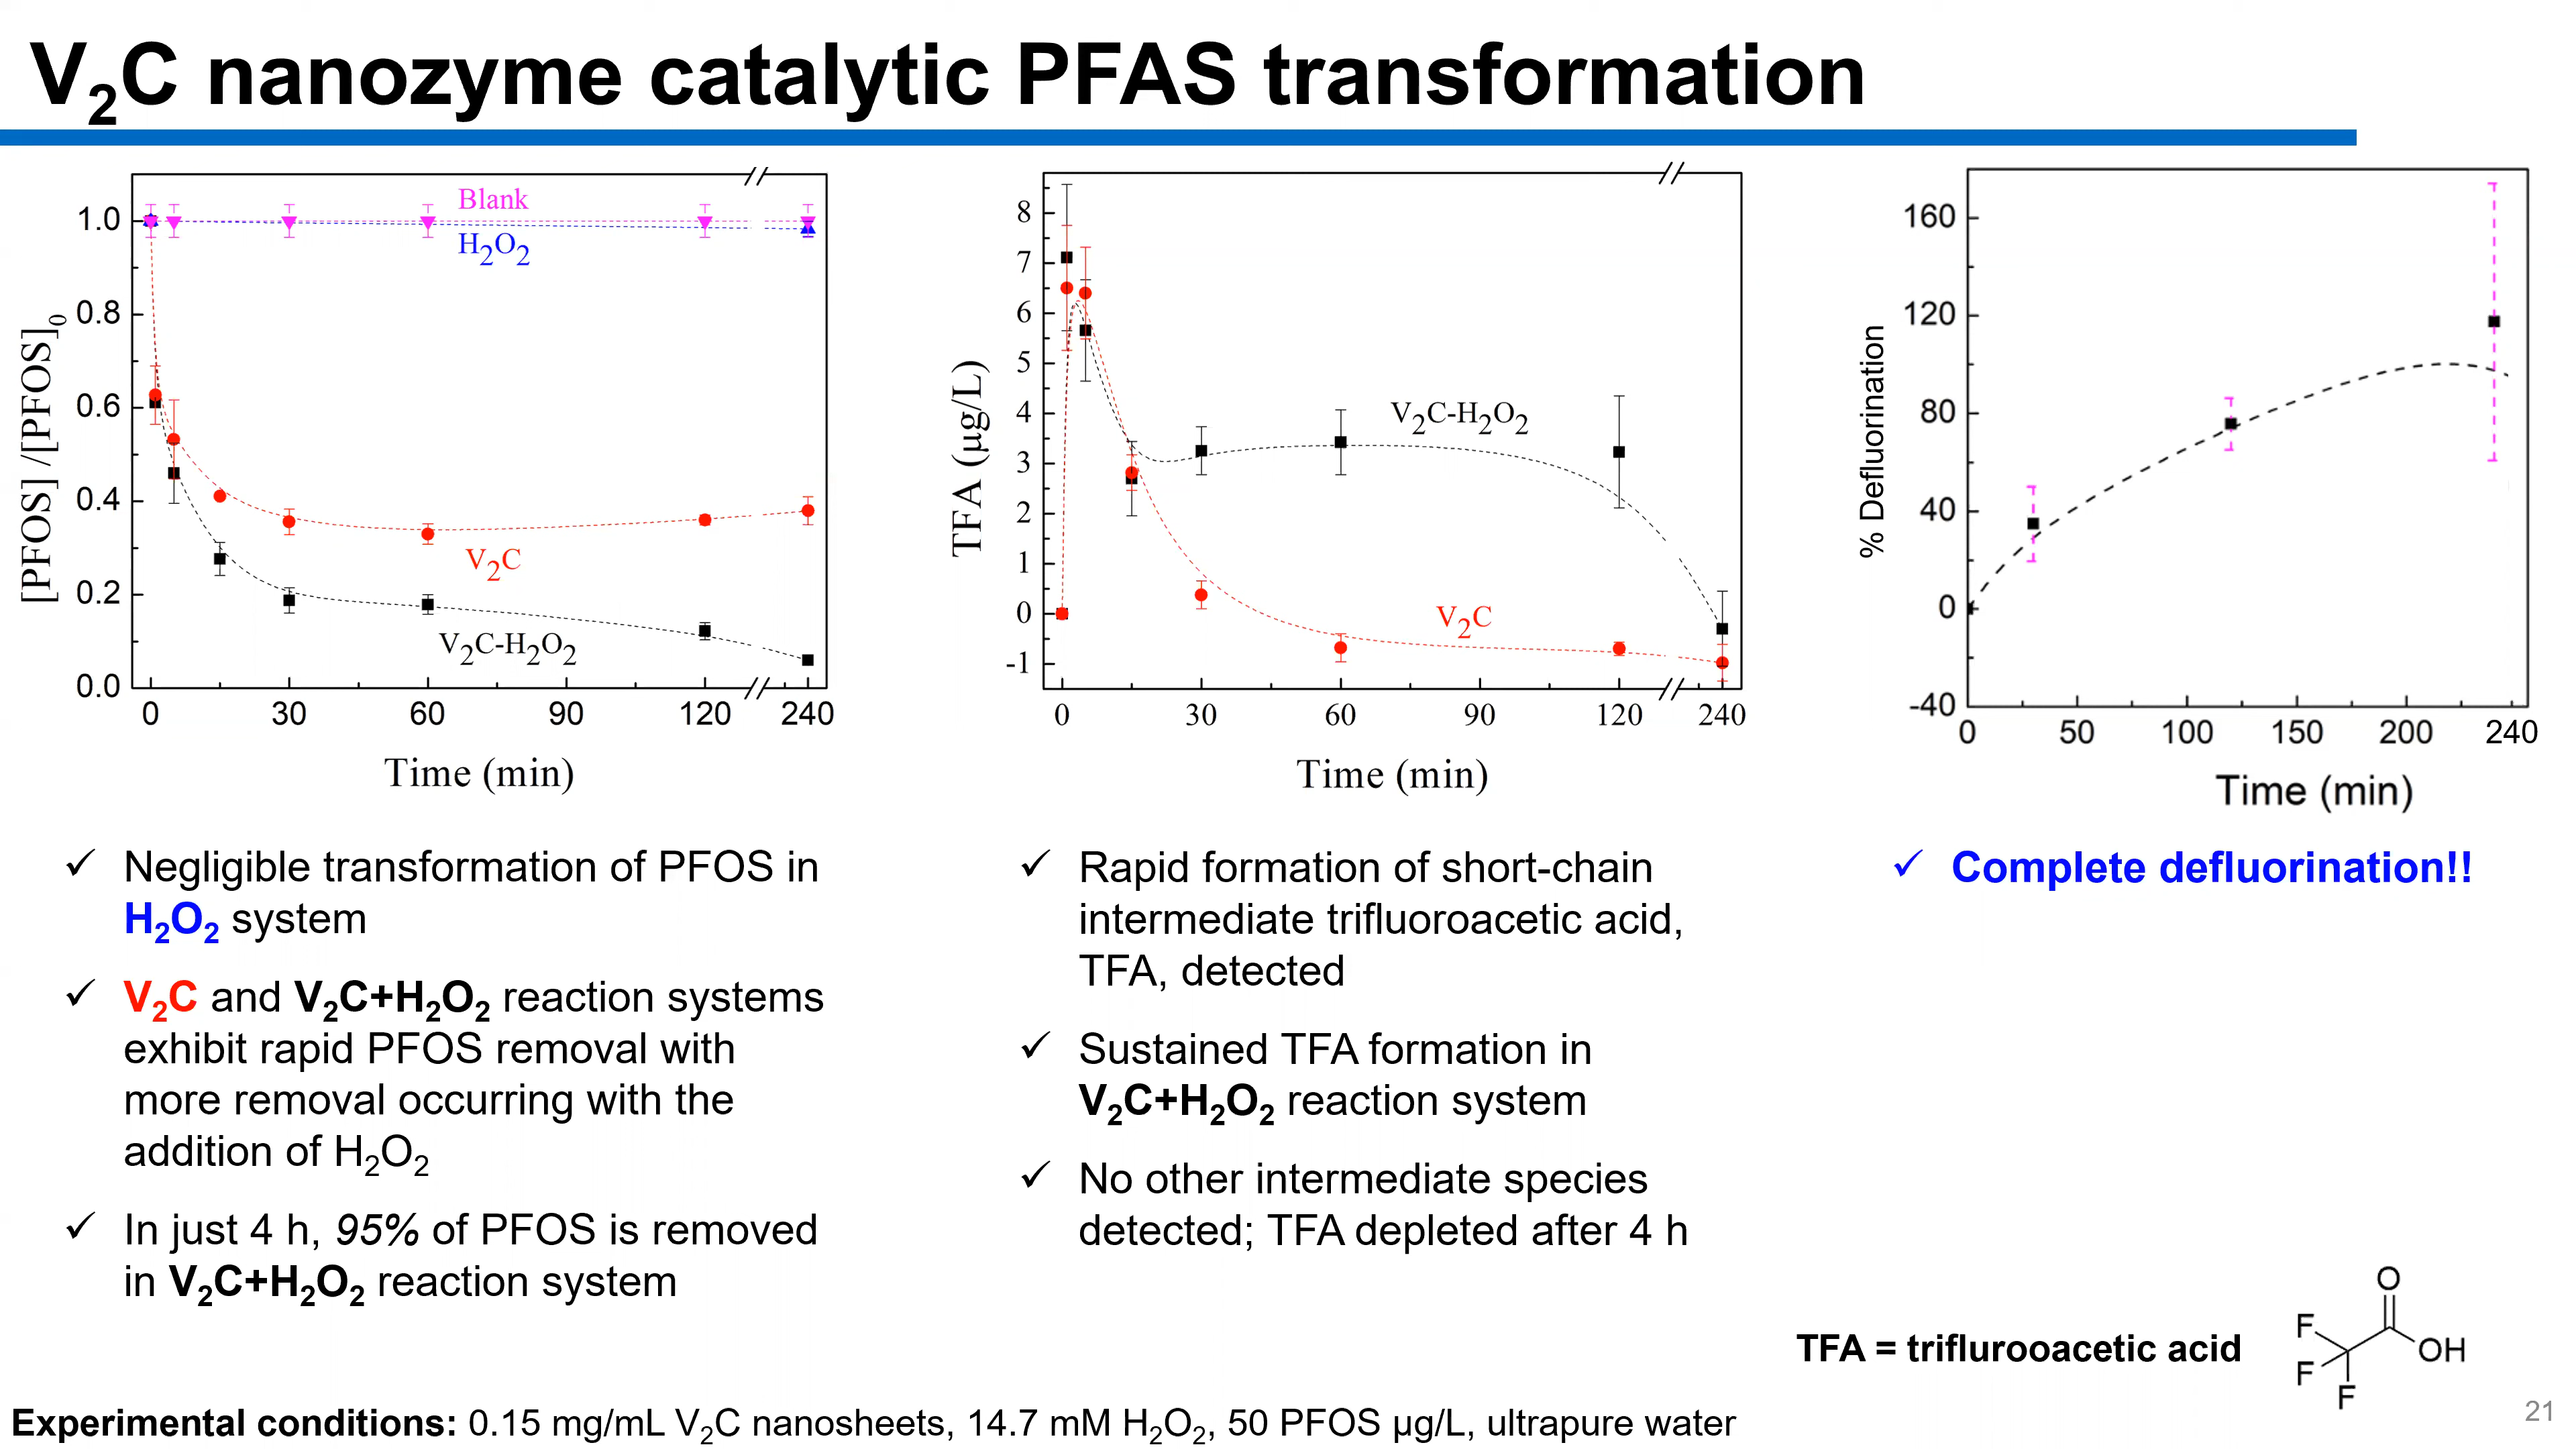 V₂C nanozyme catalytic PFAS transformation
[PFOS] /[PFOS]₀
1.0
0.8
0.6
0.4
0.2
0.0
Blank
H₂O₂
V₂C
V₂C-H₂O₂
0 30 60 90 120 240
Time (min)
TFA (µg/L)
8
7
6
5
4
3
2
1
0
-1
V₂C-H₂O₂
V₂C
0 30 60 90 120 240
Time (min)
% Defluorination
160
120
80
40
0
-40
0 50 100 150 200 240
Time (min)
✓ Negligible transformation of PFOS in
H₂O₂ system
✓ V₂C and V₂C+H₂O₂ reaction systems
exhibit rapid PFOS removal with
more removal occurring with the
addition of H₂O₂
✓ In just 4 h, 95% of PFOS is removed
in V₂C+H₂O₂ reaction system
✓ Rapid formation of short-chain
intermediate trifluoroacetic acid,
TFA, detected
✓ Sustained TFA formation in
V₂C+H₂O₂ reaction system
✓ No other intermediate species
detected; TFA depleted after 4 h
✓ Complete defluorination!!
TFA = triflurooacetic acid
O
F
OH
F
F
Experimental conditions: 0.15 mg/mL V₂C nanosheets, 14.7 mM H₂O₂, 50 PFOS µg/L, ultrapure water
21